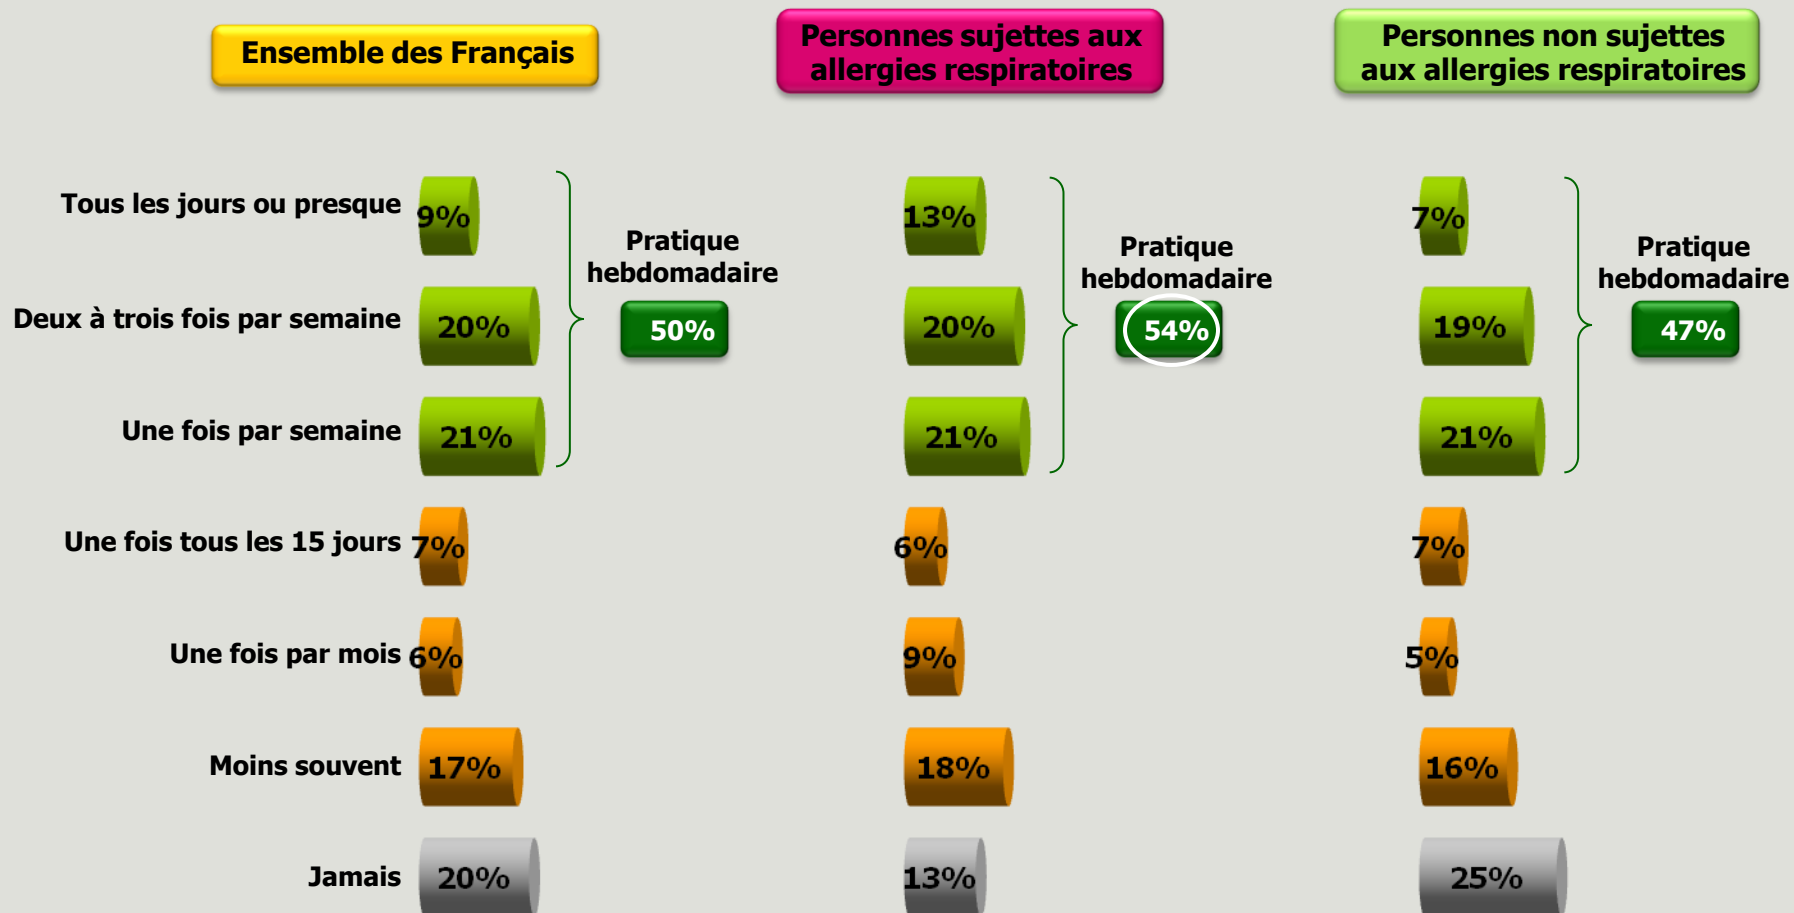 Ensemble des Français
Personnes sujettes aux
allergies respiratoires
Personnes non sujettes
aux allergies respiratoires
Tous les jours ou presque 9% 13% 7%
Pratique
hebdomadaire
50%
Pratique
hebdomadaire
54%
Pratique
hebdomadaire
47%
Deux à trois fois par semaine 20% 20% 19%
Une fois par semaine 21% 21% 21%
Une fois tous les 15 jours 7% 6% 7%
Une fois par mois 6% 9% 5%
Moins souvent 17% 18% 16%
Jamais 20% 13% 25%